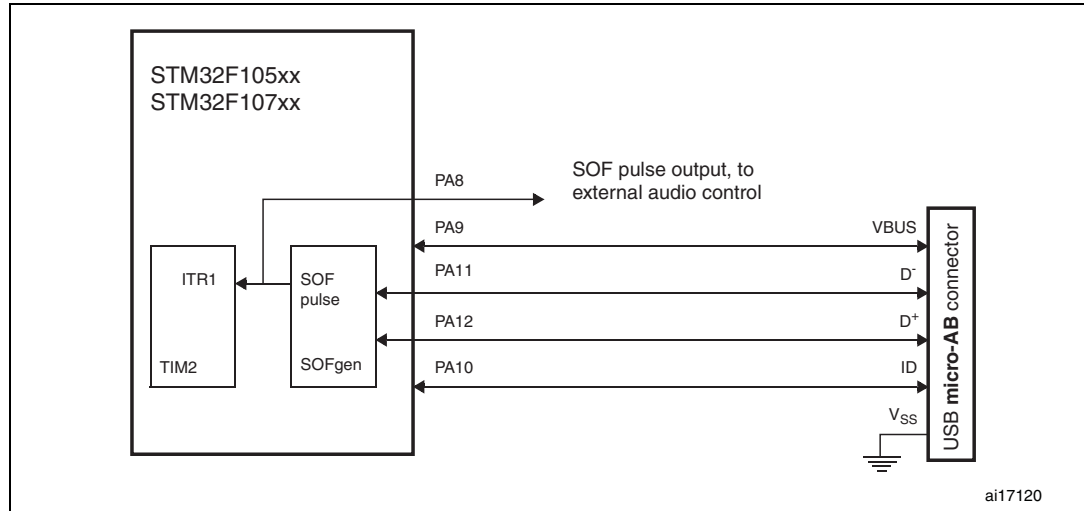 STM32F105xx
STM32F107xx
SOF pulse output, to
external audio control
PA8
PA9
VBUS
ITR1
SOF
pulse
PA11
D-
PA12
D+
TIM2
SOFgen
PA10
ID
VSS
USB micro-AB connector
ai17120